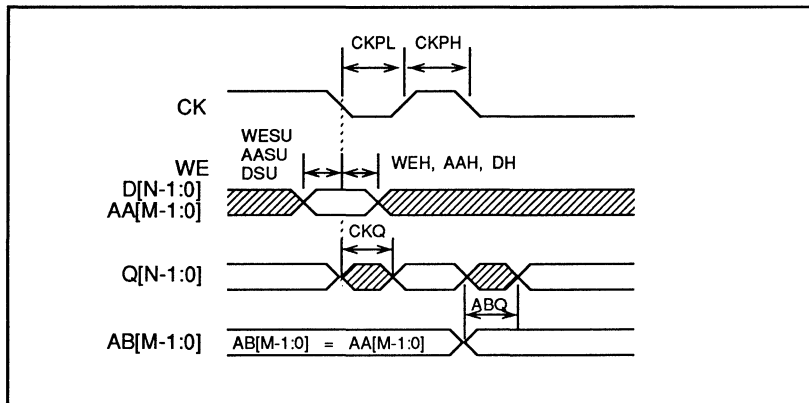 CKPL CKPH
CK
WESU
AASU
DSU
WE
WEH, AAH, DH
D[N-1:0]
AA[M-1:0]
CKQ
Q[N-1:0]
ABQ
AB[M-1:0] AB[M-1:0] = AA[M-1:0]